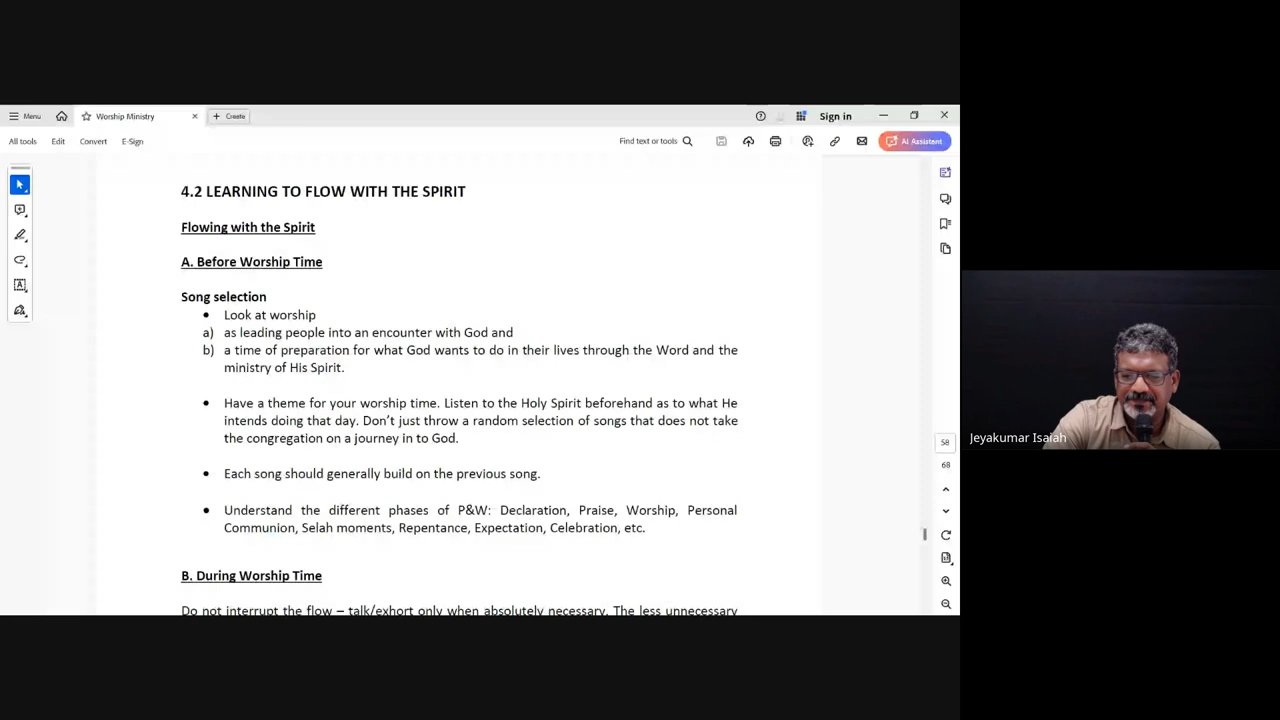 Menu
Worship Ministry
Create
Sign in
All tools
Edit
Convert
E-Sign
Find text or tools
AI Assistant
4.2 LEARNING TO FLOW WITH THE SPIRIT
Flowing with the Spirit
A. Before Worship Time
Song selection
• Look at worship
a) as leading people into an encounter with God and
b) a time of preparation for what God wants to do in their lives through the Word and the
ministry of His Spirit.
• Have a theme for your worship time. Listen to the Holy Spirit beforehand as to what He
intends doing that day. Don't just throw a random selection of songs that does not take
the congregation on a journey in to God.
• Each song should generally build on the previous song.
• Understand the different phases of P&W: Declaration, Praise, Worship, Personal
Communion, Selah moments, Repentance, Expectation, Celebration, etc.
B. During Worship Time
Do not interrupt the flow – talk/exhort only when absolutely necessary. The less unnecessary
58
68
Jeyakumar Isaiah